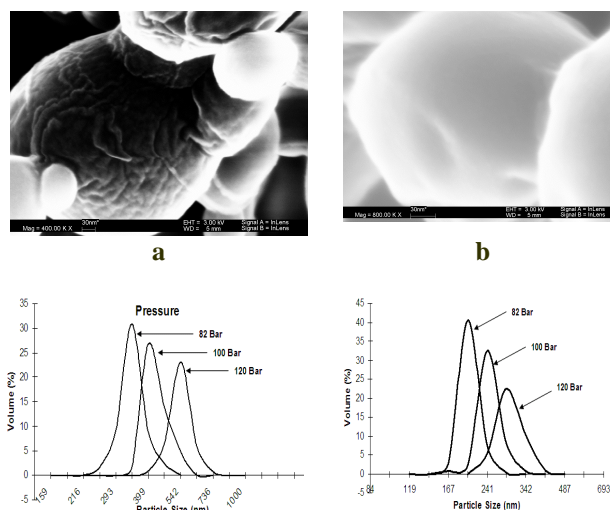 30nm*
Mag = 400.00 K X
EHT = 3.00 kV
WD = 5 mm
Signal A = InLens
Signal B = InLens
30nm*
Mag = 800.00 K X
EHT = 3.00 kV
WD = 5 mm
Signal A = InLens
Signal B = InLens
a
b
Pressure
82 Bar
100 Bar
120 Bar
Volume (%)
35
30
25
20
15
10
5
0
-5
159
216
293
399
542
736
1000
Particle Size (nm)
82 Bar
100 Bar
120 Bar
Volume (%)
45
40
35
30
25
20
15
10
5
0
-5
84
119
167
241
342
487
693
Particle Size (nm)